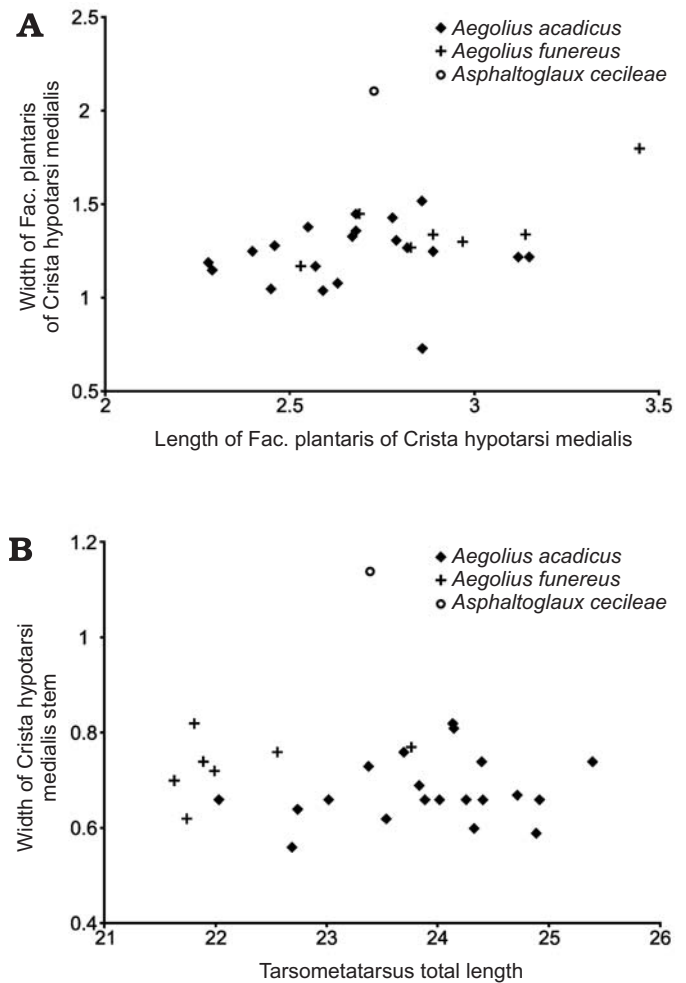 A
2.5
Aegolius acadicus
Aegolius funereus
Asphaltoglaux cecileae
2
1.5
1
0.5
Width of Fac. plantaris
of Crista hypotarsi medialis
2 2.5 3 3.5
Length of Fac. plantaris of Crista hypotarsi medialis
B
1.2
Aegolius acadicus
Aegolius funereus
Asphaltoglaux cecileae
1
0.8
0.6
0.4
Width of Crista hypotarsi
medialis stem
21 22 23 24 25 26
Tarsometatarsus total length